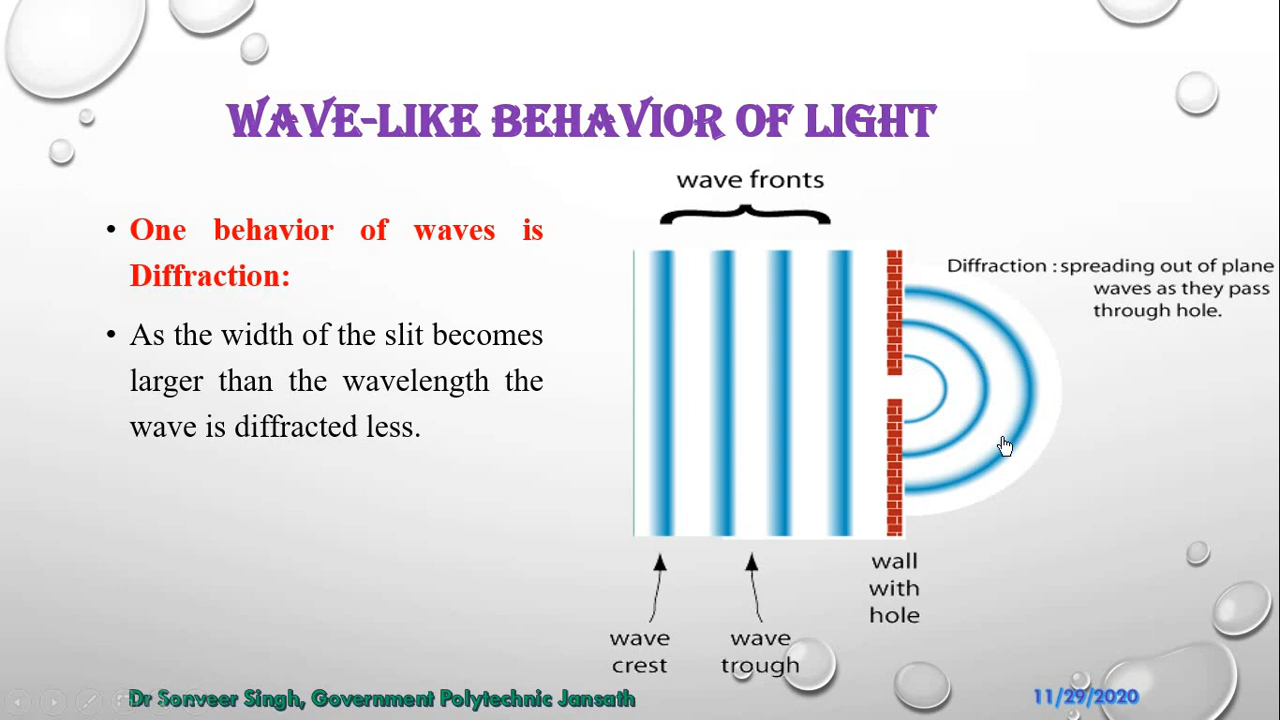 WAVE-LIKE BEHAVIOR OF LIGHT
• One behavior of waves is
Diffraction:
• As the width of the slit becomes
larger than the wavelength the
wave is diffracted less.
wave fronts
Diffraction : spreading out of plane
waves as they pass
through hole.
wall
with
hole
wave
crest
wave
trough
Dr Sonveer Singh, Government Polytechnic Jansath
11/29/2020